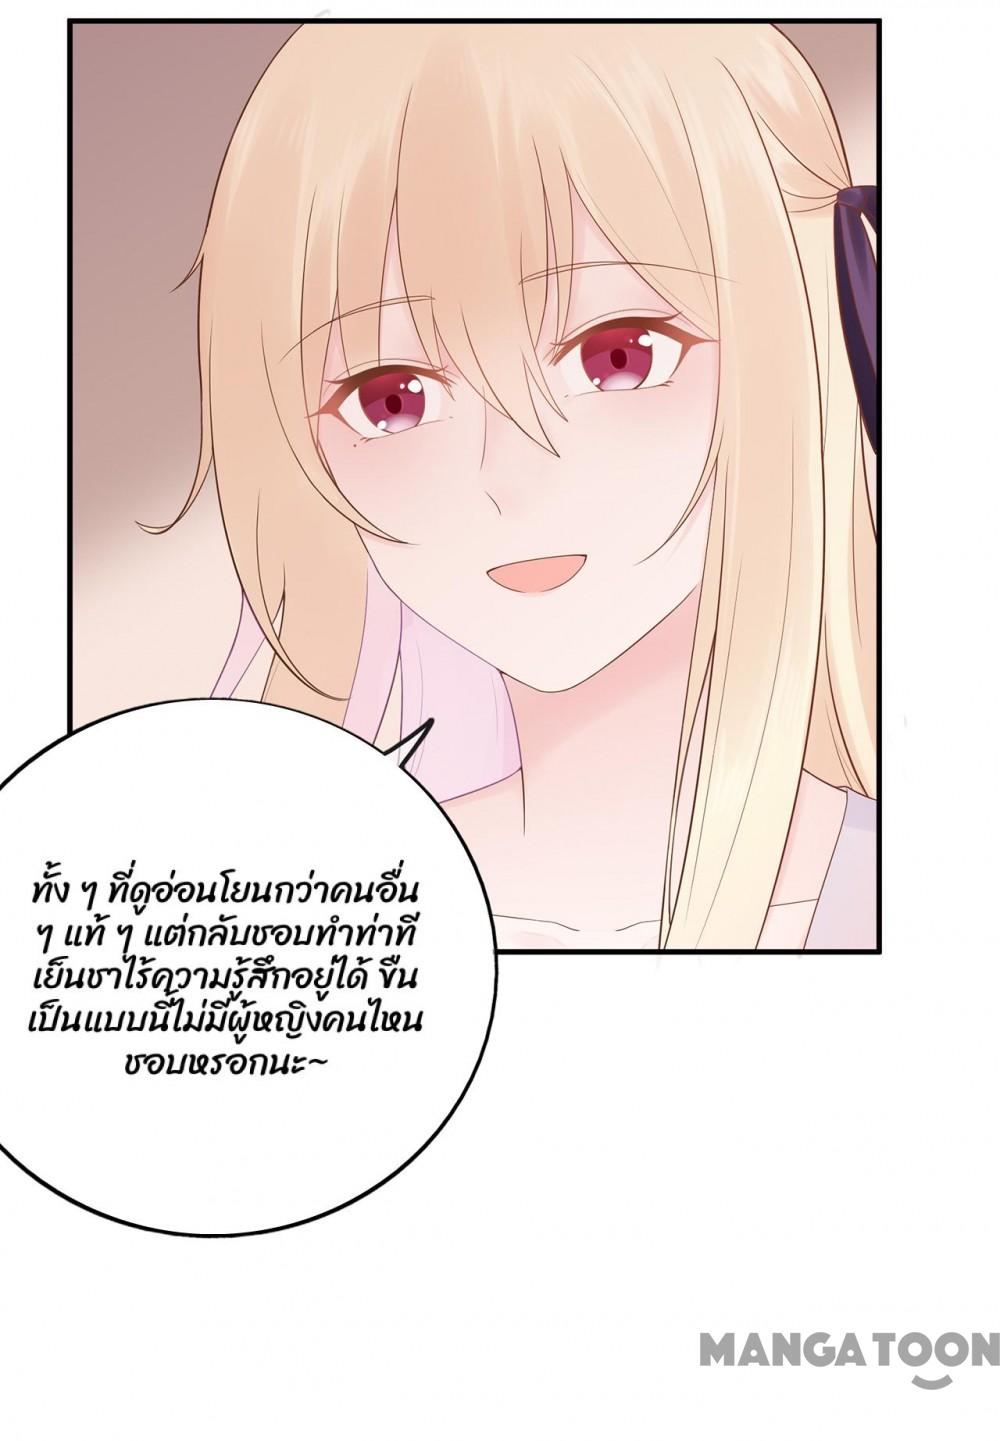 ทั้ง ๆ ที่ดูอ่อนโยนกว่าคนอื่น
ๆ แท้ ๆ แต่กลับชอบทำท่าที
เย็นชาไร้ความรู้สึกอยู่ได้ ขืน
เป็นแบบนี้ไม่มีผู้หญิงคนไหน
ชอบหรอกนะ~
MANGATOON